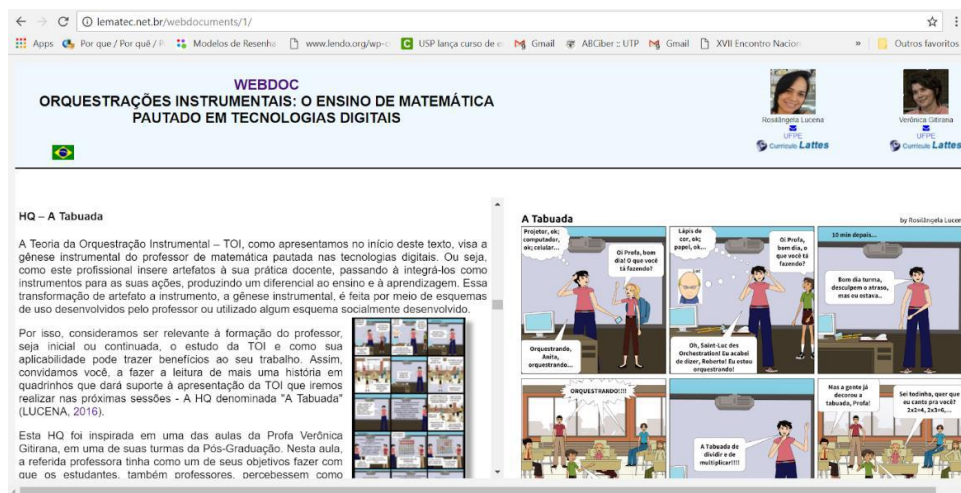 lematec.net.br/webdocuments/1/
Apps Por que / Por quê / P Modelos de Resenha www.lendo.org/wp-c USP lança curso de e Gmail ABCiber :: UTP Gmail XVII Encontro Nacion » Outros favoritos
WEBDOC
ORQUESTRAÇÕES INSTRUMENTAIS: O ENSINO DE MATEMÁTICA
PAUTADO EM TECNOLOGIAS DIGITAIS
Rosilângela Lucena
UFPE
Currículo Lattes
Verônica Gitirana
UFPE
Currículo Lattes
HQ – A Tabuada
A Teoria da Orquestração Instrumental – TOI, como apresentamos no início deste texto, visa a
gênese instrumental do professor de matemática pautada nas tecnologias digitais. Ou seja,
como este profissional insere artefatos à sua prática docente, passando à integrá-los como
instrumentos para as suas ações, produzindo um diferencial ao ensino e à aprendizagem. Essa
transformação de artefato a instrumento, a gênese instrumental, é feita por meio de esquemas
de uso desenvolvidos pelo professor ou utilizado algum esquema socialmente desenvolvido.
Por isso, consideramos ser relevante à formação do professor,
seja inicial ou continuada, o estudo da TOI e como sua
aplicabilidade pode trazer benefícios ao seu trabalho. Assim,
convidamos você, a fazer a leitura de mais uma história em
quadrinhos que dará suporte à apresentação da TOI que iremos
realizar nas próximas sessões - A HQ denominada "A Tabuada"
(LUCENA, 2016).
Esta HQ foi inspirada em uma das aulas da Profa Verônica
Gitirana, em uma de suas turmas da Pós-Graduação. Nesta aula,
a referida professora tinha como um de seus objetivos fazer com
que os estudantes, também professores, percebessem como
A Tabuada
by Rosilângela Lucen
Projetor, ok;
computador,
ok; celular...
Oi Profa, bom
dia! O que você
tá fazendo?
Orquestrando,
Anita,
orquestrando...
Lápis de
cor, ok;
papel, ok...
Oi Profa,
bom dia, o
que você tá
fazendo?
Oh, Saint-Luc des
Orchestration! Eu acabei
de dizer, Roberta! Eu estou
orquestrando!
10 min depois...
Bom dia turma,
desculpem o atraso,
mas eu estava..
ORQUESTRANDO!!!!
A Tabuada de
dividir e de
multiplicar!!!!
Mas a gente já
decorou a
tabuada, Profa!
Sei todinha, quer que
eu cante pra você?
2x2=4, 2x3=6,...